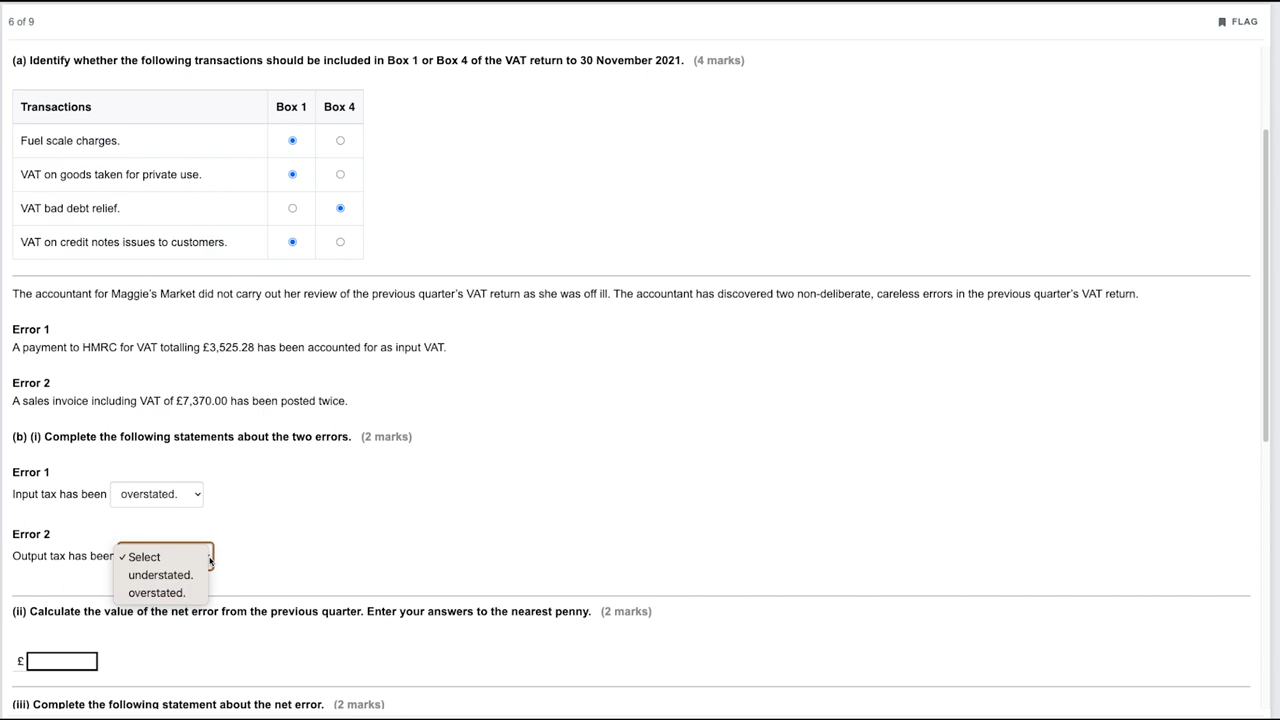 6 of 9
FLAG
(a) Identify whether the following transactions should be included in Box 1 or Box 4 of the VAT return to 30 November 2021. (4 marks)
Transactions Box 1 Box 4
Fuel scale charges.
VAT on goods taken for private use.
VAT bad debt relief.
VAT on credit notes issues to customers.
The accountant for Maggie's Market did not carry out her review of the previous quarter's VAT return as she was off ill. The accountant has discovered two non-deliberate, careless errors in the previous quarter's VAT return.
Error 1
A payment to HMRC for VAT totalling £3,525.28 has been accounted for as input VAT.
Error 2
A sales invoice including VAT of £7,370.00 has been posted twice.
(b) (i) Complete the following statements about the two errors. (2 marks)
Error 1
Input tax has been overstated.
Error 2
Output tax has been ✓ Select
understated.
overstated.
(ii) Calculate the value of the net error from the previous quarter. Enter your answers to the nearest penny. (2 marks)
£
(iii) Complete the following statement about the net error. (2 marks)